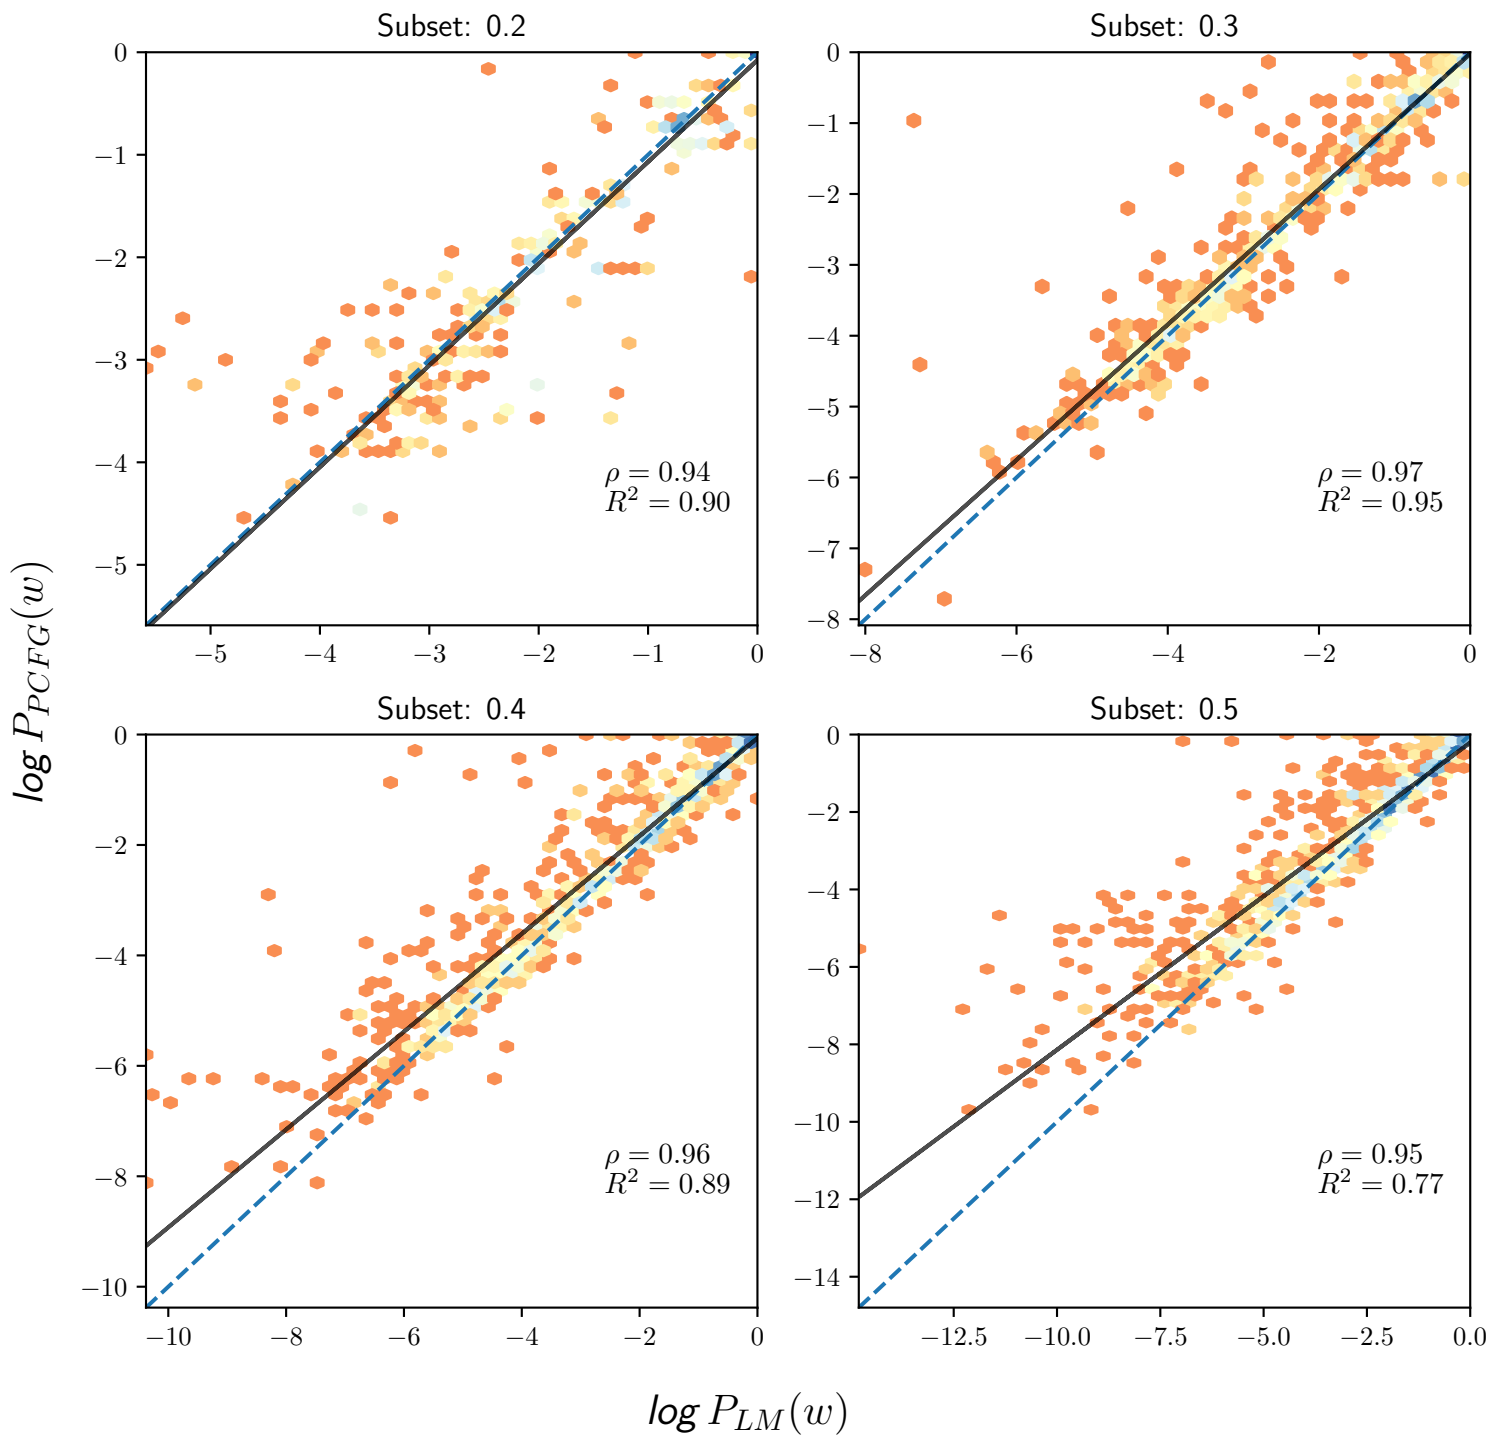 Subset: 0.2
0
−1
−2
−3
−4
−5
ρ = 0.94
R² = 0.90
−5 −4 −3 −2 −1 0
Subset: 0.3
0
−1
−2
−3
−4
−5
−6
−7
−8
ρ = 0.97
R² = 0.95
−8 −6 −4 −2 0
log P_{PCFG}(w)
Subset: 0.4
0
−2
−4
−6
−8
−10
ρ = 0.96
R² = 0.89
−10 −8 −6 −4 −2 0
Subset: 0.5
0
−2
−4
−6
−8
−10
−12
−14
ρ = 0.95
R² = 0.77
−12.5 −10.0 −7.5 −5.0 −2.5 0.0
log P_{LM}(w)